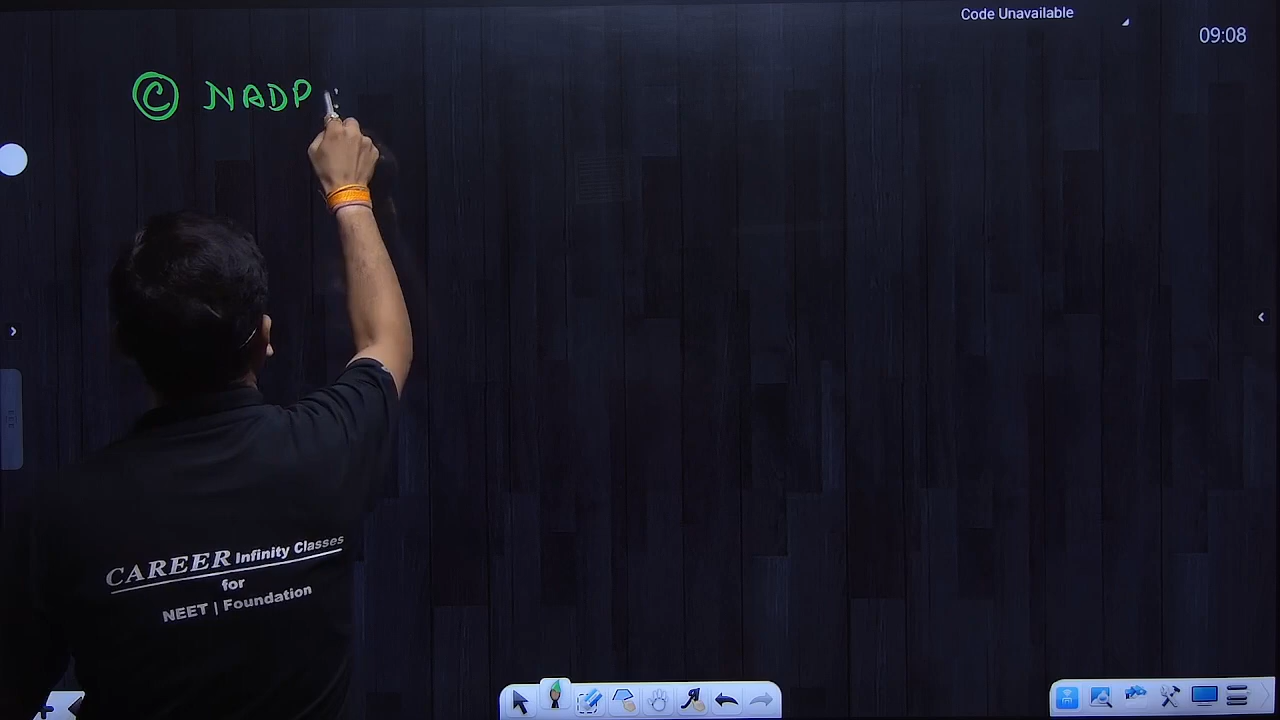 Code Unavailable
09:08
© NADP :
CAREER Infinity Classes
for
NEET | Foundation